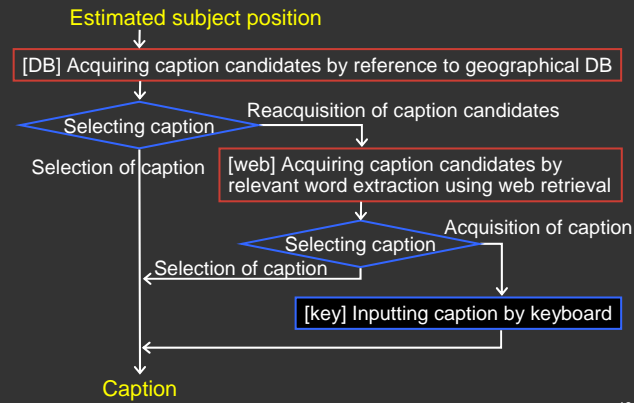 Estimated subject position
[DB] Acquiring caption candidates by reference to geographical DB
Reacquisition of caption candidates
Selecting caption
Selection of caption
[web] Acquiring caption candidates by
relevant word extraction using web retrieval
Acquisition of caption
Selecting caption
Selection of caption
[key] Inputting caption by keyboard
Caption